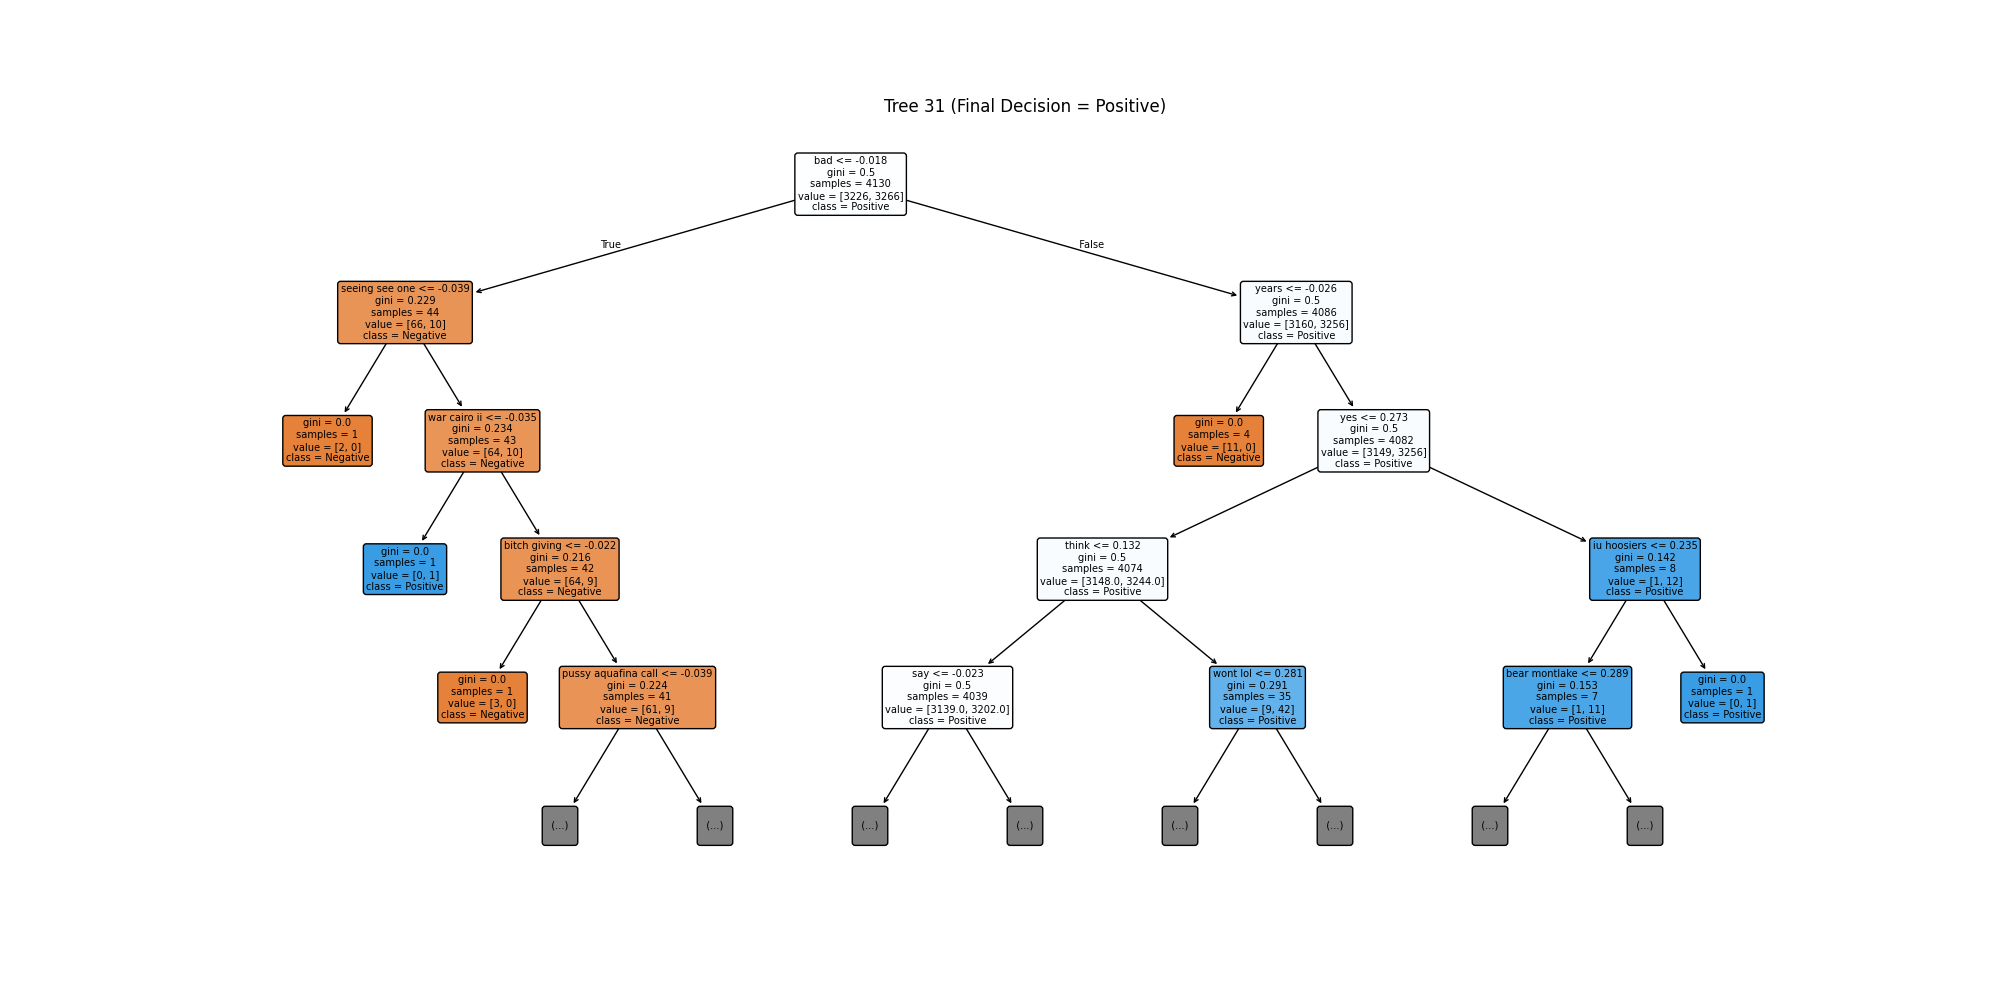 Tree 31 (Final Decision = Positive)
bad <= -0.018
gini = 0.5
samples = 4130
value = [3226, 3266]
class = Positive
True
False
seeing see one <= -0.039
gini = 0.229
samples = 44
value = [66, 10]
class = Negative
years <= -0.026
gini = 0.5
samples = 4086
value = [3160, 3256]
class = Positive
gini = 0.0
samples = 1
value = [2, 0]
class = Negative
war cairo ii <= -0.035
gini = 0.234
samples = 43
value = [64, 10]
class = Negative
gini = 0.0
samples = 4
value = [11, 0]
class = Negative
yes <= 0.273
gini = 0.5
samples = 4082
value = [3149, 3256]
class = Positive
gini = 0.0
samples = 1
value = [0, 1]
class = Positive
bitch giving <= -0.022
gini = 0.216
samples = 42
value = [64, 9]
class = Negative
think <= 0.132
gini = 0.5
samples = 4074
value = [3148.0, 3244.0]
class = Positive
iu hoosiers <= 0.235
gini = 0.142
samples = 8
value = [1, 12]
class = Positive
gini = 0.0
samples = 1
value = [3, 0]
class = Negative
pussy aquafina call <= -0.039
gini = 0.224
samples = 41
value = [61, 9]
class = Negative
say <= -0.023
gini = 0.5
samples = 4039
value = [3139.0, 3202.0]
class = Positive
wont lol <= 0.281
gini = 0.291
samples = 35
value = [9, 42]
class = Positive
bear montlake <= 0.289
gini = 0.153
samples = 7
value = [1, 11]
class = Positive
gini = 0.0
samples = 1
value = [0, 1]
class = Positive
(...)
(...)
(...)
(...)
(...)
(...)
(...)
(...)